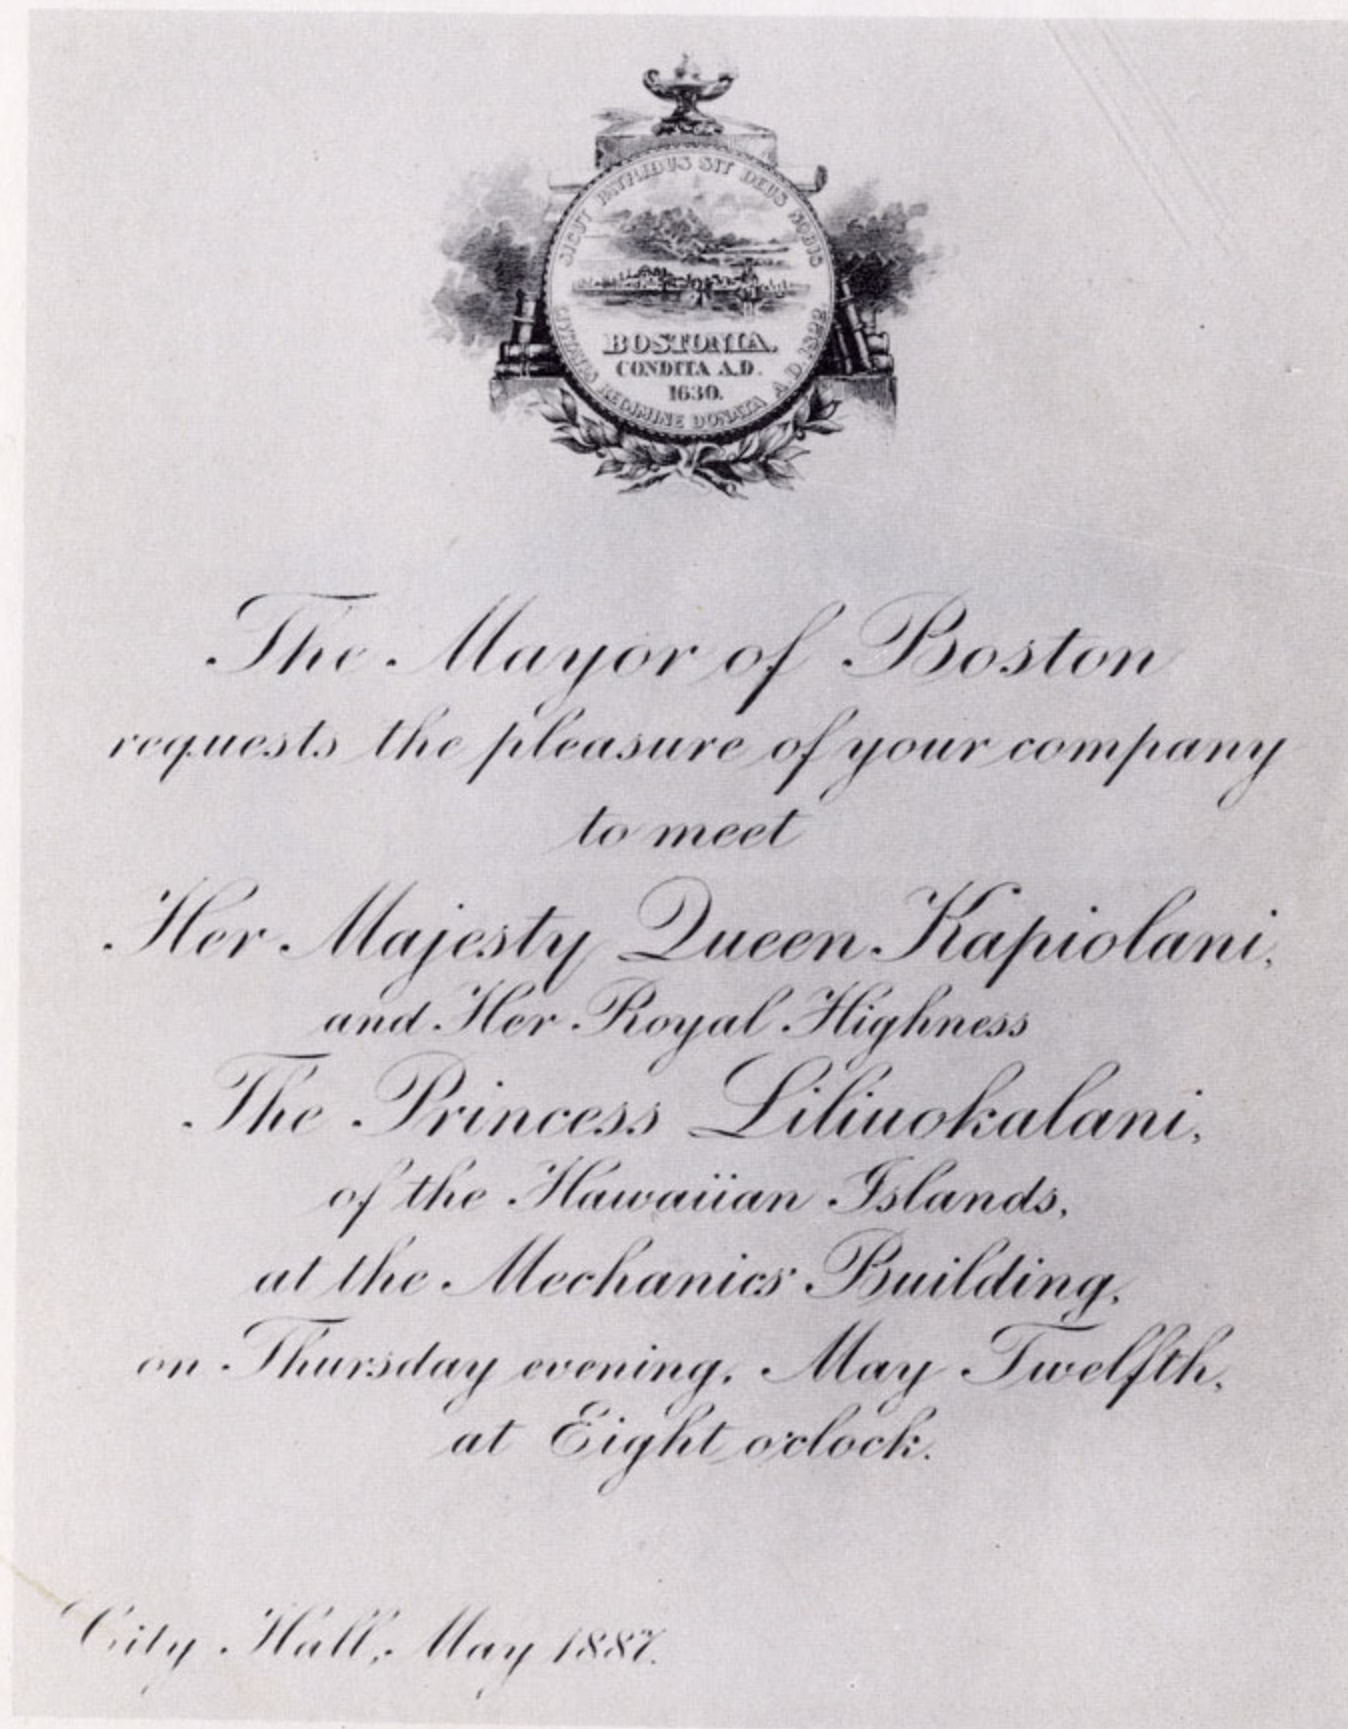 SICUT PATRIBUS SIT DEUS NOBIS
BOSTONIA.
CONDITA A.D.
1630.
CIVITATIS REGIMINE DONATA A.D. 1822.
The Mayor of Boston
requests the pleasure of your company
to meet
Her Majesty Queen Kapiolani,
and Her Royal Highness
The Princess Liliuokalani,
of the Hawaiian Islands,
at the Mechanics' Building,
on Thursday evening, May Twelfth,
at Eight o'clock.
City Hall, May 1887.